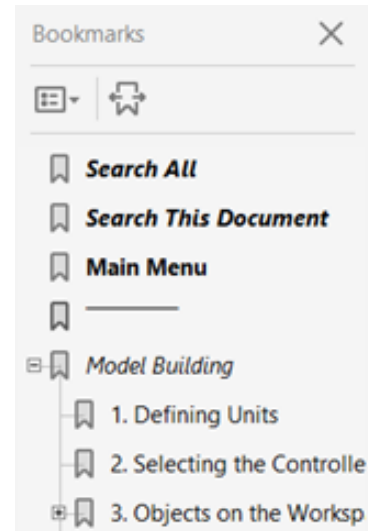 Bookmarks
Search All
Search This Document
Main Menu
Model Building
1. Defining Units
2. Selecting the Controlle
3. Objects on the Worksp